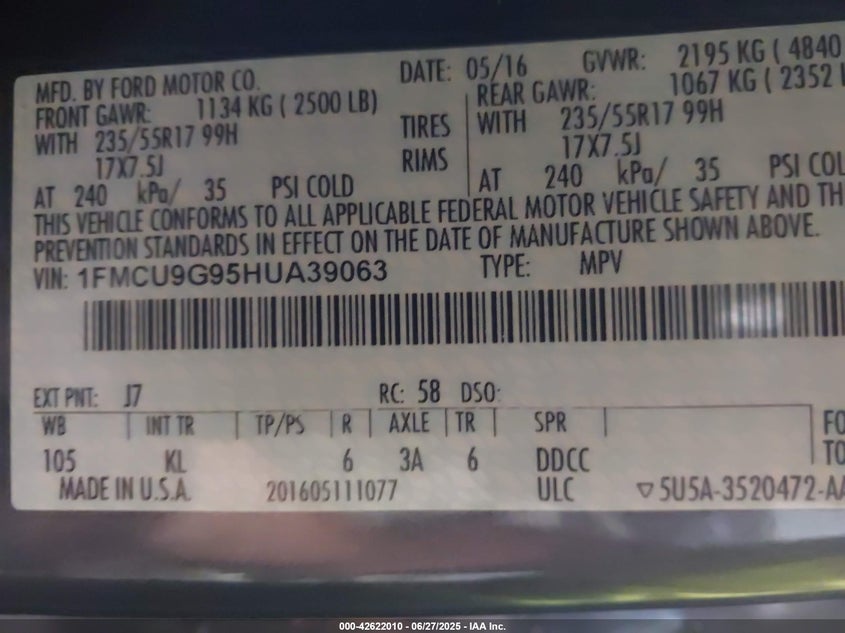 MFD. BY FORD MOTOR CO. DATE: 05/16 GVWR: 2195 KG ( 4840
FRONT GAWR: 1134 KG ( 2500 LB) REAR GAWR: 1067 KG ( 2352
WITH 235/55R17 99H TIRES WITH 235/55R17 99H
17X7.5J RIMS 17X7.5J
AT 240 kPa/ 35 PSI COLD AT 240 kPa/ 35 PSI COL
THIS VEHICLE CONFORMS TO ALL APPLICABLE FEDERAL MOTOR VEHICLE SAFETY AND TH
PREVENTION STANDARDS IN EFFECT ON THE DATE OF MANUFACTURE SHOWN ABOVE.
VIN: 1FMCU9G95HUA39063 TYPE: MPV
EXT PNT: J7 RC: 58 DSO:
WB INT TR TP/PS R AXLE TR SPR FO
105 KL 6 3A 6 DDCC TO
MADE IN U.S.A. 201605111077 ULC ▽5U5A-3520472-AA
000-42622010 - 06/27/2025 - IAA Inc.